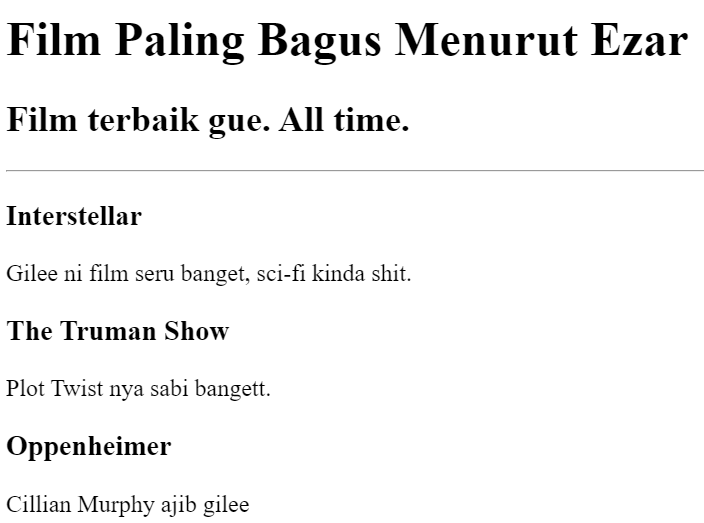 Film Paling Bagus Menurut Ezar
Film terbaik gue. All time.
Interstellar
Gilee ni film seru banget, sci-fi kinda shit.
The Truman Show
Plot Twist nya sabi bangett.
Oppenheimer
Cillian Murphy ajib gilee